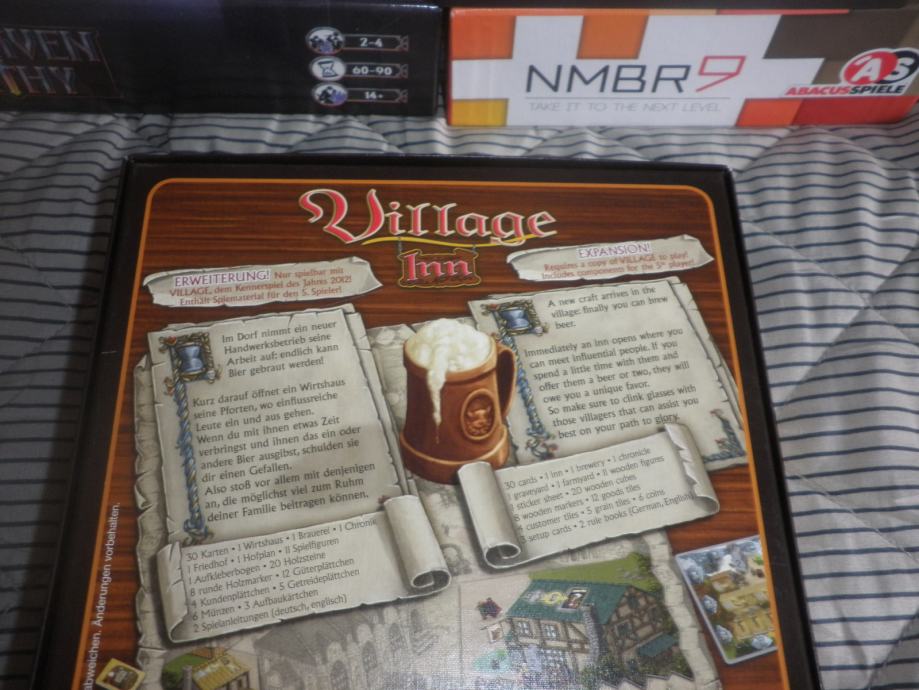 2-4
60-90
14+
NMBR9
TAKE IT TO THE NEXT LEVEL
ABACUSSPIELE
Village
Inn
ERWEITERUNG! Nur spielbar mit
VILLAGE, dem Kennerspiel des Jahres 2012!
Enthält Spielmaterial für den 5. Spieler!
EXPANSION!
Requires a copy of VILLAGE to play!
Includes components for the 5th player!
Im Dorf nimmt ein neuer
Handwerksbetrieb seine
Arbeit auf: endlich kann
Bier gebraut werden!
Kurz darauf öffnet ein Wirtshaus
seine Pforten, wo einflussreiche
Leute ein und aus gehen.
Wenn du mit ihnen etwas Zeit
verbringst und ihnen das ein oder
andere Bier ausgibst, schulden sie
dir einen Gefallen.
Also stoß vor allem mit denjenigen
an, die möglichst viel zum Ruhm
deiner Familie beitragen können.
A new craft arrives in the
village: finally you can brew
beer.
Immediately an inn opens where you
can meet influential people. If you
spend a little time with them and
offer them a beer or two, they will
owe you a unique favor.
So make sure to clink glasses with
those villagers that can assist you
best on your path to glory.
30 Karten • 1 Wirtshaus • 1 Brauerei • 1 Chronik
1 Friedhof • 1 Hofplan • 11 Spielfiguren
1 Aufkleberbogen • 20 Holzsteine
8 runde Holzmarker • 12 Güterplättchen
4 Kundenplättchen • 5 Getreideplättchen
6 Münzen • 3 Aufbaukärtchen
2 Spielanleitungen (deutsch, englisch)
30 cards • 1 inn • 1 brewery • 1 chronicle
1 graveyard • 1 farmyard • 11 wooden figures
1 sticker sheet • 20 wooden cubes
8 wooden markers • 12 goods tiles
4 customer tiles • 5 grain tiles • 6 coins
3 setup cards • 2 rule books (German, English)
abweichen. Änderungen vorbehalten.